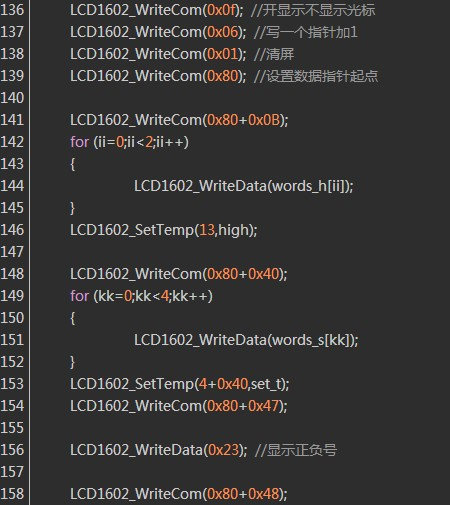 136 LCD1602_WriteCom(0x0f); //开显示不显示光标
137 LCD1602_WriteCom(0x06); //写一个指针加1
138 LCD1602_WriteCom(0x01); //清屏
139 LCD1602_WriteCom(0x80); //设置数据指针起点
140
141 LCD1602_WriteCom(0x80+0x0B);
142 for (ii=0;ii<2;ii++)
143 {
144 LCD1602_WriteData(words_h[ii]);
145 }
146 LCD1602_SetTemp(13,high);
147
148 LCD1602_WriteCom(0x80+0x40);
149 for (kk=0;kk<4;kk++)
150 {
151 LCD1602_WriteData(words_s[kk]);
152 }
153 LCD1602_SetTemp(4+0x40,set_t);
154 LCD1602_WriteCom(0x80+0x47);
155
156 LCD1602_WriteData(0x23); //显示正负号
157
158 LCD1602_WriteCom(0x80+0x48);